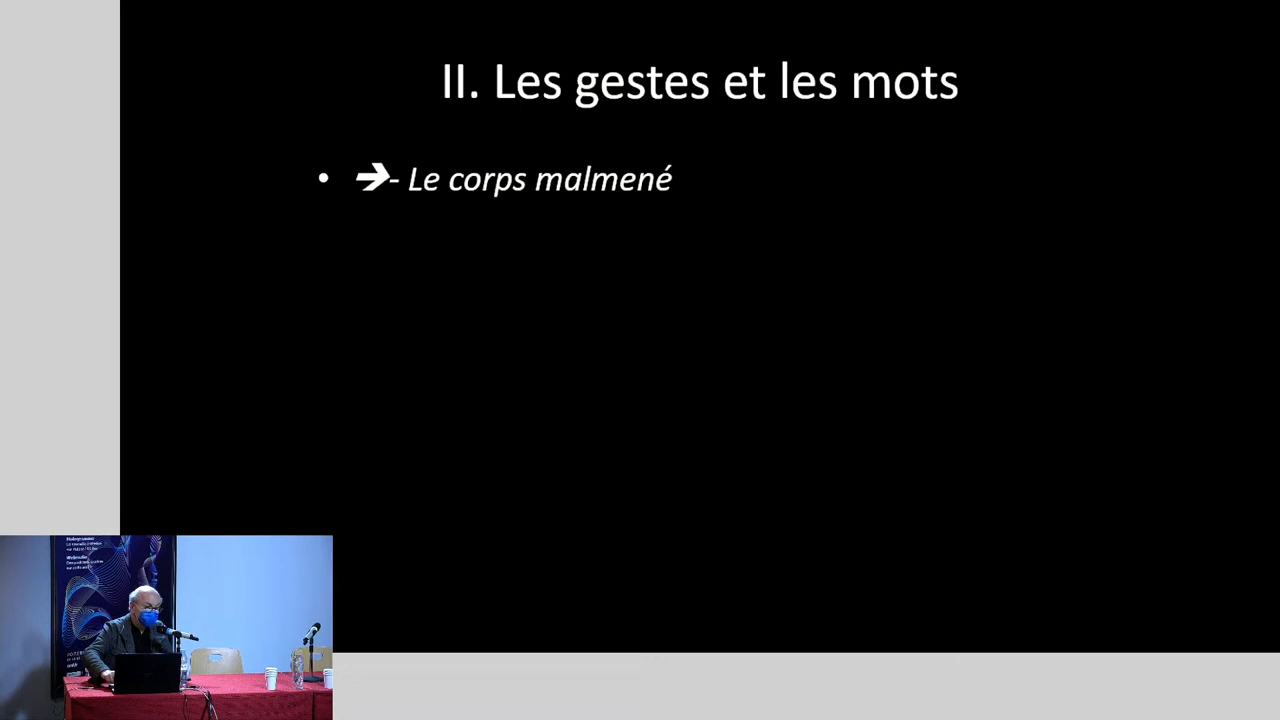 II. Les gestes et les mots
• ➔- Le corps malmené